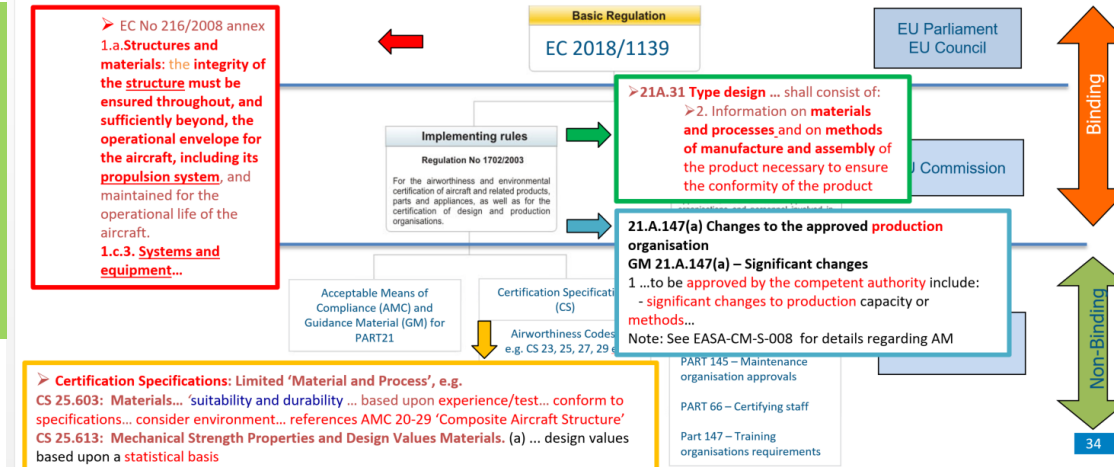 Basic Regulation
EC 2018/1139
EU Parliament
EU Council
➢ EC No 216/2008 annex
1.a.Structures and
materials: the integrity of
the structure must be
ensured throughout, and
sufficiently beyond, the
operational envelope for
the aircraft, including its
propulsion system, and
maintained for the
operational life of the
aircraft.
1.c.3. Systems and
equipment…
Implementing rules
Regulation No 1702/2003
For the airworthiness and environmental
certification of aircraft and related products,
parts and appliances, as well as for the
certification of design and production
organisations.
➢21A.31 Type design … shall consist of:
➢2. Information on materials
and processes and on methods
of manufacture and assembly of
the product necessary to ensure
the conformity of the product
Commission
Binding
21.A.147(a) Changes to the approved production
organisation
GM 21.A.147(a) – Significant changes
1 …to be approved by the competent authority include:
- significant changes to production capacity or
methods…
Note: See EASA-CM-S-008 for details regarding AM
Acceptable Means of
Compliance (AMC) and
Guidance Material (GM) for
PART21
Certification Specificati
(CS)
Airworthiness Codes
e.g. CS 23, 25, 27, 29 e
PART 145 – Maintenance
organisation approvals
PART 66 – Certifying staff
Part 147 – Training
organisations requirements
Non-Binding
➢ Certification Specifications: Limited ‘Material and Process’, e.g.
CS 25.603: Materials… ‘suitability and durability … based upon experience/test… conform to
specifications… consider environment… references AMC 20-29 ‘Composite Aircraft Structure’
CS 25.613: Mechanical Strength Properties and Design Values Materials. (a) … design values
based upon a statistical basis
34